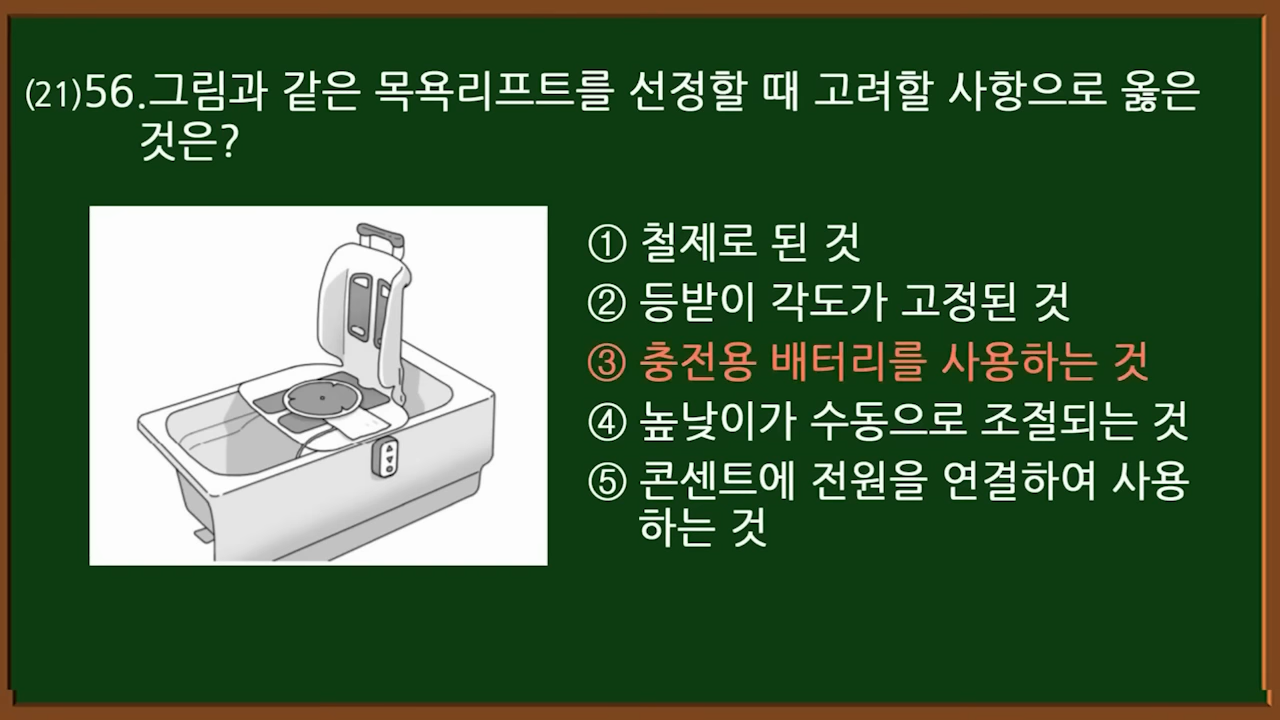 (21)56.그림과 같은 목욕리프트를 선정할 때 고려할 사항으로 옳은
것은?
① 철제로 된 것
② 등받이 각도가 고정된 것
③ 충전용 배터리를 사용하는 것
④ 높낮이가 수동으로 조절되는 것
⑤ 콘센트에 전원을 연결하여 사용
하는 것